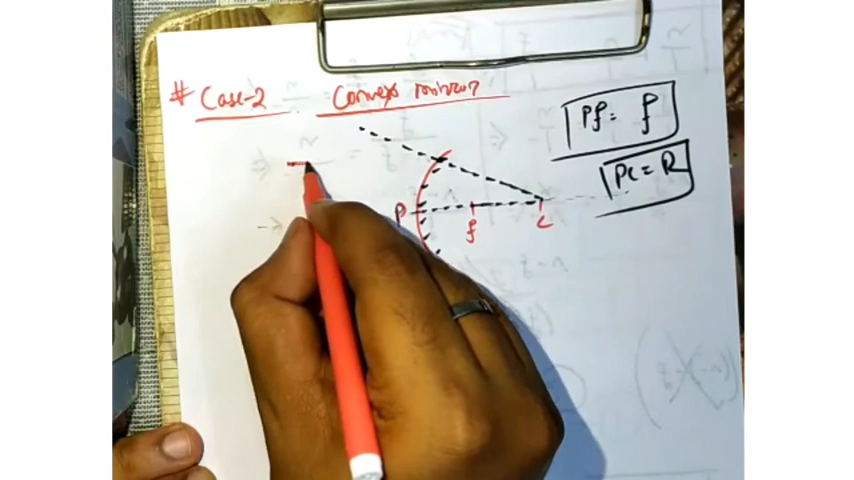 # Case-2 Convex mirror
Pf = f
PC = R
P
f
C